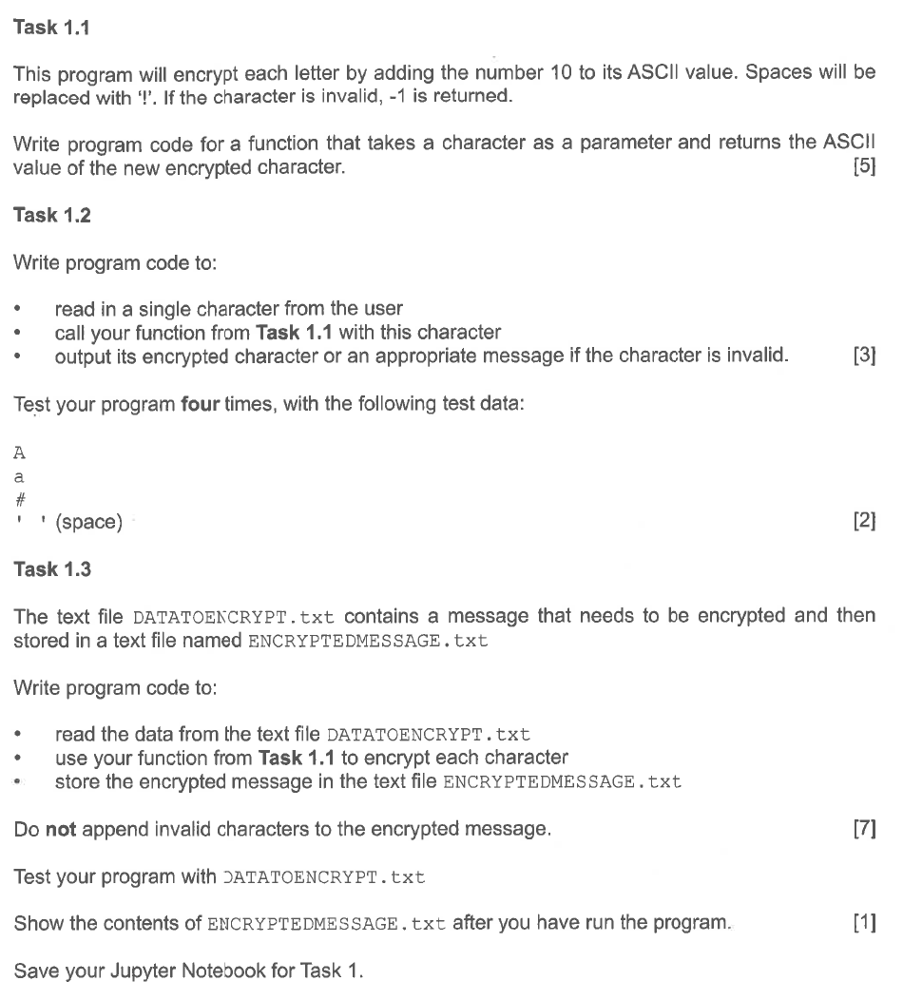 Task 1.1
This program will encrypt each letter by adding the number 10 to its ASCII value. Spaces will be
replaced with '!'. If the character is invalid, -1 is returned.
Write program code for a function that takes a character as a parameter and returns the ASCII
value of the new encrypted character. [5]
Task 1.2
Write program code to:
• read in a single character from the user
• call your function from Task 1.1 with this character
• output its encrypted character or an appropriate message if the character is invalid. [3]
Test your program four times, with the following test data:
A
a
#
' ' (space) [2]
Task 1.3
The text file DATATOENCRYPT.txt contains a message that needs to be encrypted and then
stored in a text file named ENCRYPTEDMESSAGE.txt
Write program code to:
• read the data from the text file DATATOENCRYPT.txt
• use your function from Task 1.1 to encrypt each character
• store the encrypted message in the text file ENCRYPTEDMESSAGE.txt
Do not append invalid characters to the encrypted message. [7]
Test your program with DATATOENCRYPT.txt
Show the contents of ENCRYPTEDMESSAGE.txt after you have run the program. [1]
Save your Jupyter Notebook for Task 1.